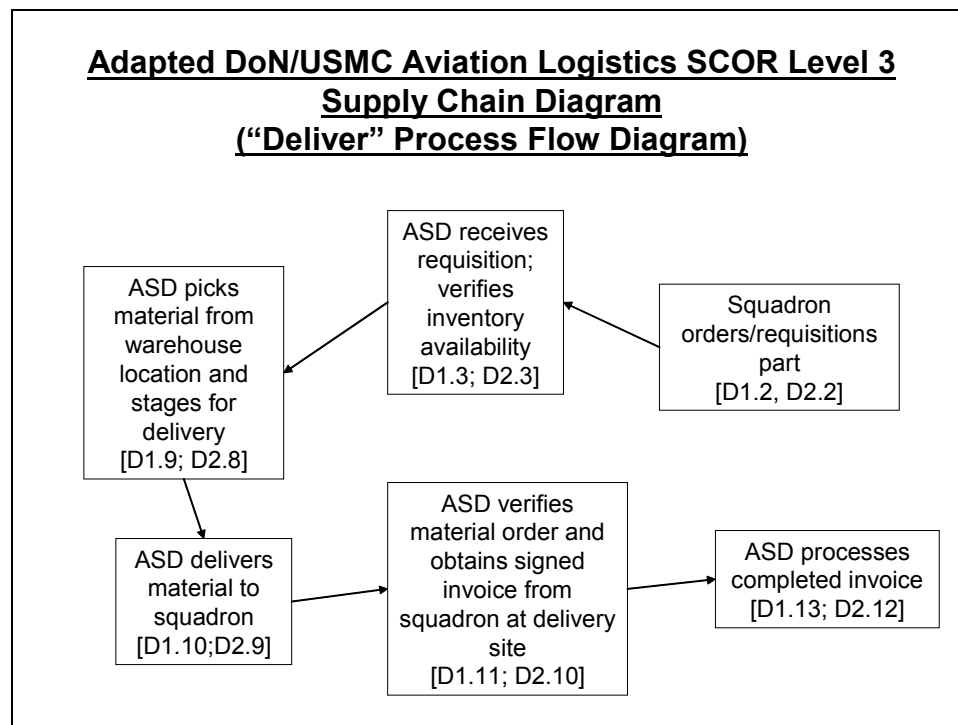 Adapted DoN/USMC Aviation Logistics SCOR Level 3
Supply Chain Diagram
(“Deliver” Process Flow Diagram)
Squadron
orders/requisitions
part
[D1.2, D2.2]
ASD receives
requisition;
verifies
inventory
availability
[D1.3; D2.3]
ASD picks
material from
warehouse
location and
stages for
delivery
[D1.9; D2.8]
ASD delivers
material to
squadron
[D1.10;D2.9]
ASD verifies
material order and
obtains signed
invoice from
squadron at delivery
site
[D1.11; D2.10]
ASD processes
completed invoice
[D1.13; D2.12]